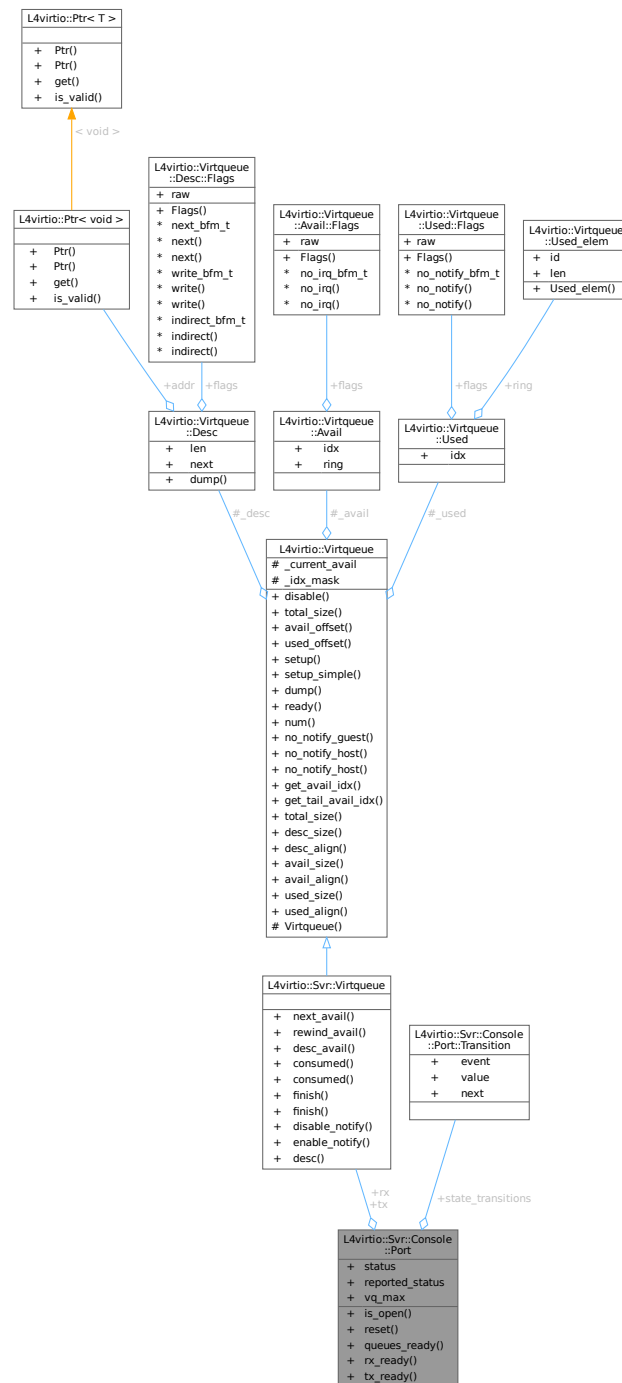 L4virtio::Ptr< T >
+ Ptr()
+ Ptr()
+ get()
+ is_valid()
< void >
L4virtio::Ptr< void >
+ Ptr()
+ Ptr()
+ get()
+ is_valid()
L4virtio::Virtqueue
::Desc::Flags
+ raw
+ Flags()
* next_bfm_t
* next()
* next()
* write_bfm_t
* write()
* write()
* indirect_bfm_t
* indirect()
* indirect()
L4virtio::Virtqueue
::Avail::Flags
+ raw
+ Flags()
* no_irq_bfm_t
* no_irq()
* no_irq()
L4virtio::Virtqueue
::Used::Flags
+ raw
+ Flags()
* no_notify_bfm_t
* no_notify()
* no_notify()
L4virtio::Virtqueue
::Used_elem
+ id
+ len
+ Used_elem()
+addr
+flags
+flags
+flags
+ring
L4virtio::Virtqueue
::Desc
+ len
+ next
+ dump()
L4virtio::Virtqueue
::Avail
+ idx
+ ring
L4virtio::Virtqueue
::Used
+ idx
#_desc
#_avail
#_used
L4virtio::Virtqueue
# _current_avail
# _idx_mask
+ disable()
+ total_size()
+ avail_offset()
+ used_offset()
+ setup()
+ setup_simple()
+ dump()
+ ready()
+ num()
+ no_notify_guest()
+ no_notify_host()
+ no_notify_host()
+ get_avail_idx()
+ get_tail_avail_idx()
+ total_size()
+ desc_size()
+ desc_align()
+ avail_size()
+ avail_align()
+ used_size()
+ used_align()
# Virtqueue()
L4virtio::Svr::Virtqueue
+ next_avail()
+ rewind_avail()
+ desc_avail()
+ consumed()
+ consumed()
+ finish()
+ finish()
+ disable_notify()
+ enable_notify()
+ desc()
L4virtio::Svr::Console
::Port::Transition
+ event
+ value
+ next
+rx
+tx
+state_transitions
L4virtio::Svr::Console
::Port
+ status
+ reported_status
+ vq_max
+ is_open()
+ reset()
+ queues_ready()
+ rx_ready()
+ tx_ready()